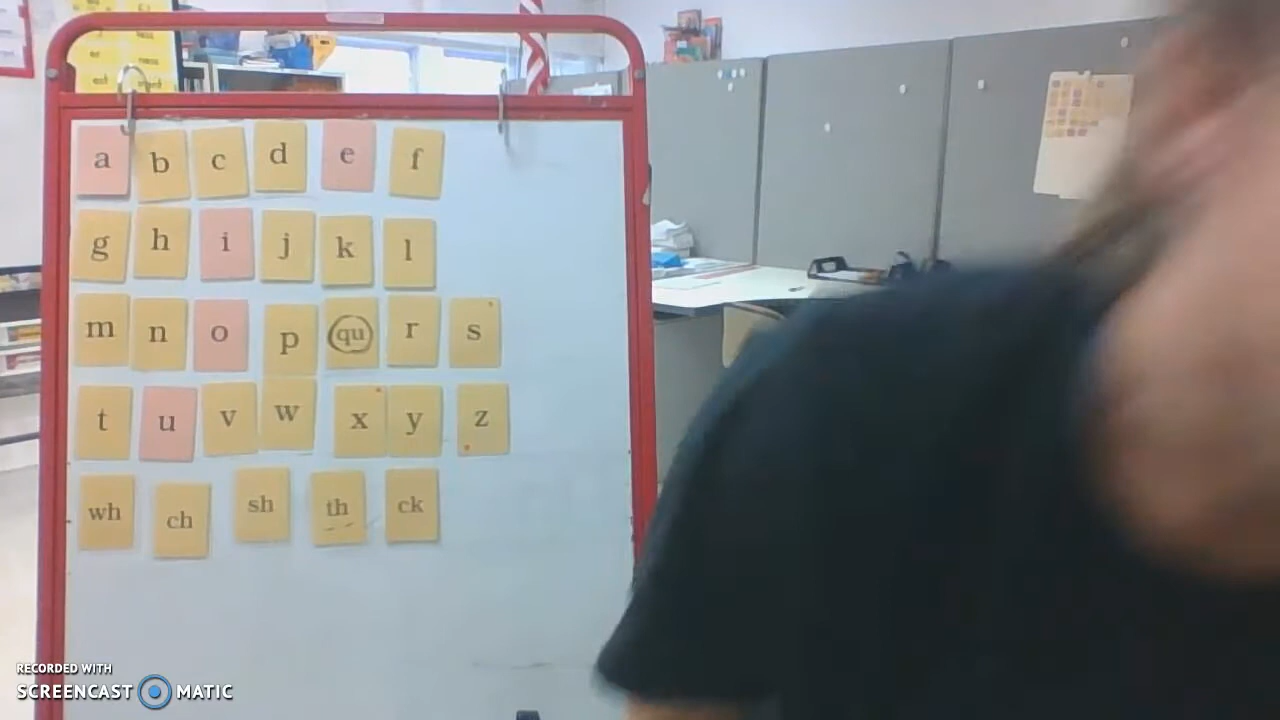 a b c d e f
g h i j k l
m n o p qu r s
t u v w x y z
wh ch sh th ck
RECORDED WITH
SCREENCAST MATIC